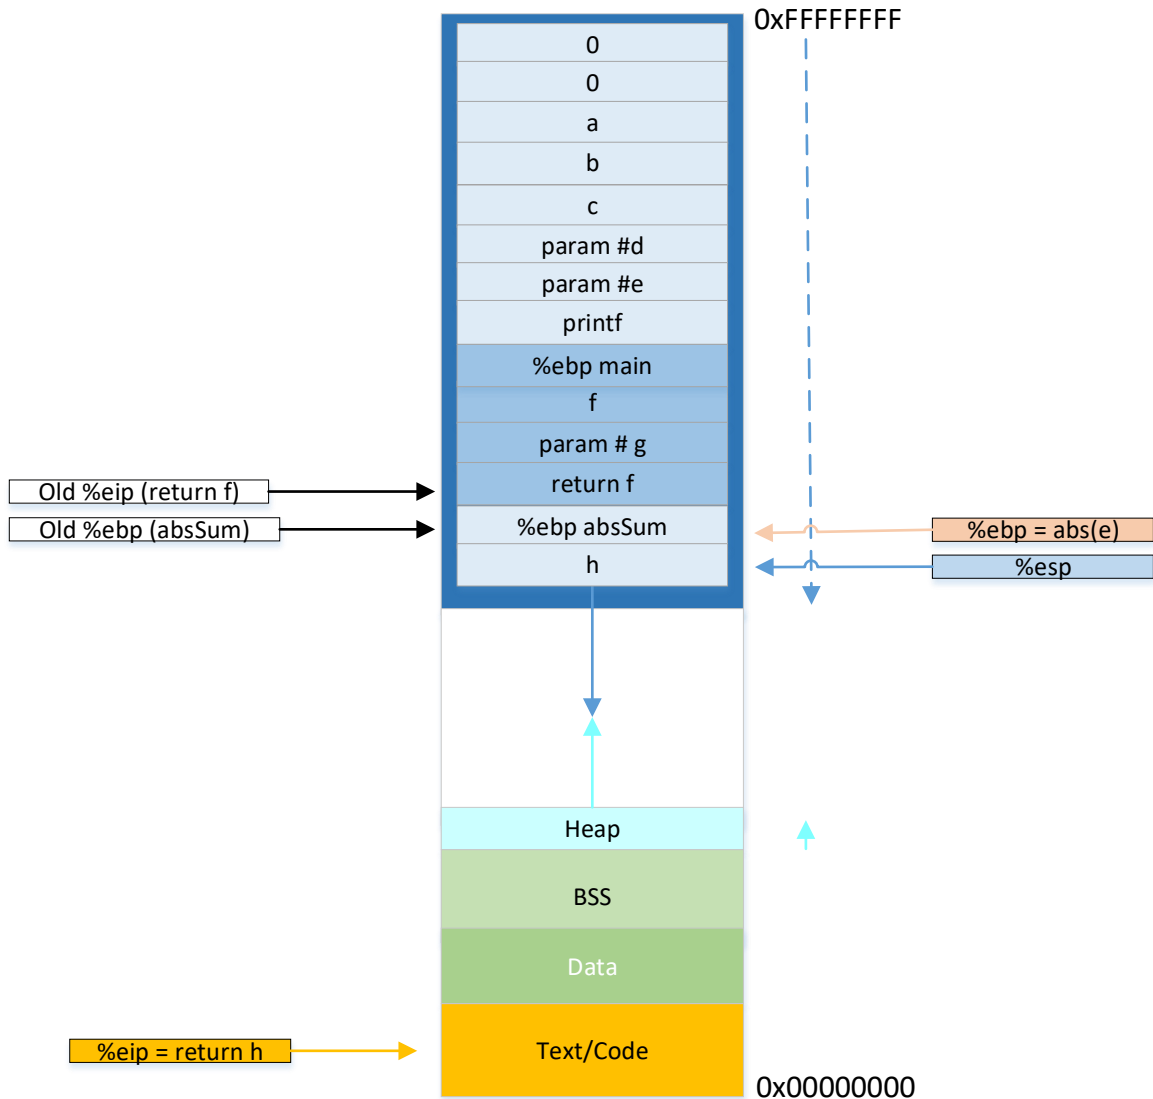 0xFFFFFFFF
0
0
a
b
c
param #d
param #e
printf
%ebp main
f
param # g
Old %eip (return f)
return f
Old %ebp (absSum)
%ebp absSum
%ebp = abs(e)
h
%esp
Heap
BSS
Data
%eip = return h
Text/Code
0x00000000